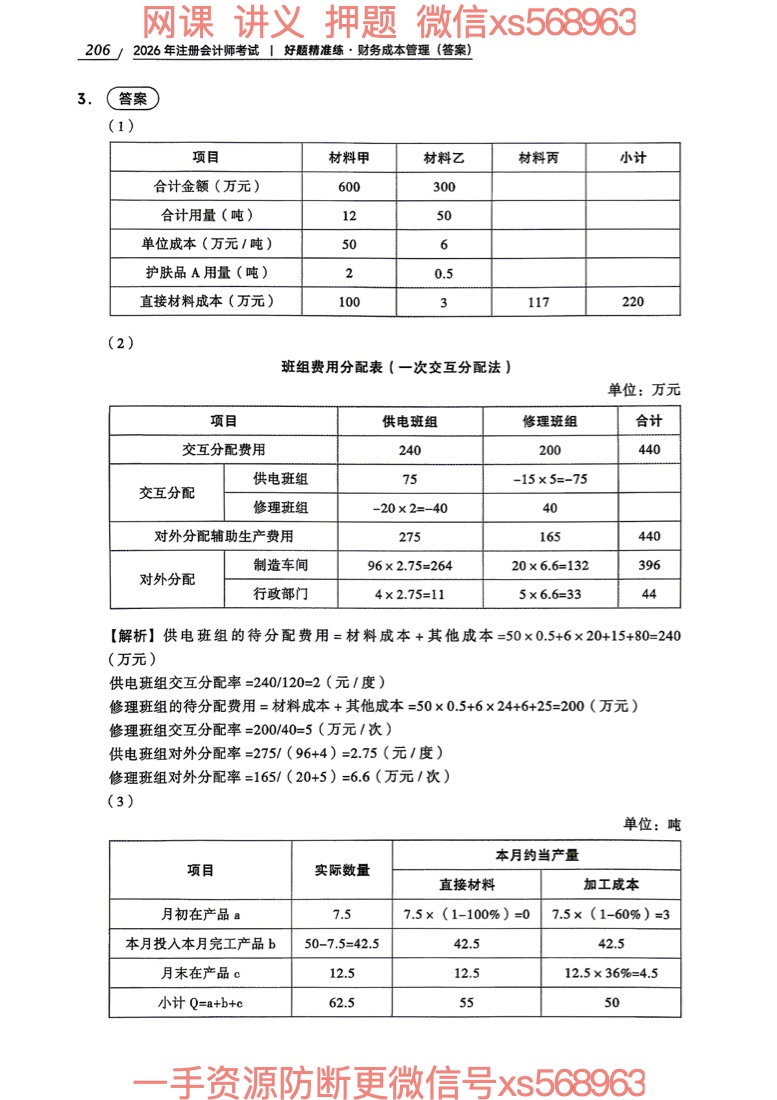 网课 讲义 押题 微信xs568963
206 / 2026年注册会计师考试 | 好题精准练·财务成本管理(答案)
3. 答案
(1)
项目 材料甲 材料乙 材料丙 小计
合计金额(万元) 600 300
合计用量(吨) 12 50
单位成本(万元/吨) 50 6
护肤品A用量(吨) 2 0.5
直接材料成本(万元) 100 3 117 220
(2)
班组费用分配表(一次交互分配法)
单位:万元
项目 供电班组 修理班组 合计
交互分配费用 240 200 440
交互分配 供电班组 75 -15×5=-75
修理班组 -20×2=-40 40
对外分配辅助生产费用 275 165 440
对外分配 制造车间 96×2.75=264 20×6.6=132 396
行政部门 4×2.75=11 5×6.6=33 44
【解析】供电班组的待分配费用=材料成本+其他成本=50×0.5+6×20+15+80=240
(万元)
供电班组交互分配率=240/120=2(元/度)
修理班组的待分配费用=材料成本+其他成本=50×0.5+6×24+6+25=200(万元)
修理班组交互分配率=200/40=5(万元/次)
供电班组对外分配率=275/(96+4)=2.75(元/度)
修理班组对外分配率=165/(20+5)=6.6(万元/次)
(3)
单位:吨
项目 实际数量 本月约当产量
直接材料 加工成本
月初在产品a 7.5 7.5×(1-100%)=0 7.5×(1-60%)=3
本月投入本月完工产品b 50-7.5=42.5 42.5 42.5
月末在产品c 12.5 12.5 12.5×36%=4.5
小计Q=a+b+c 62.5 55 50
一手资源防断更微信号xs568963